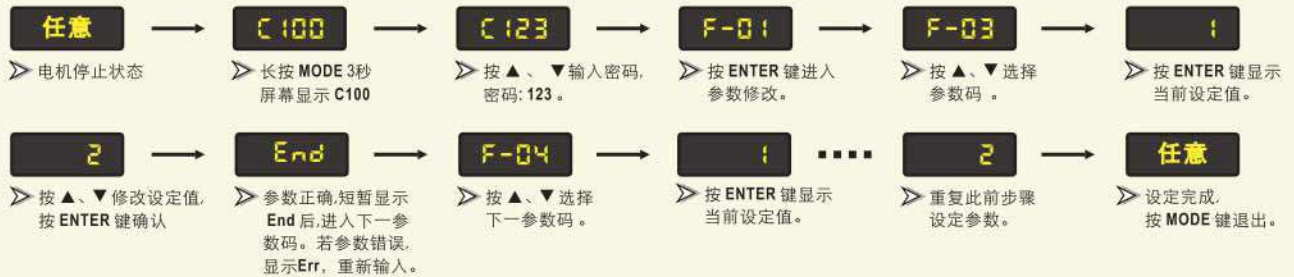 任意
C100
C123
F-01
F-03
1
电机停止状态
长按 MODE 3秒
屏幕显示 C100
按 ▲、▼输入密码,
密码: 123 。
按 ENTER 键进入
参数修改。
按 ▲、▼ 选择
参数码 。
按 ENTER 键显示
当前设定值。
2
End
F-04
1
2
任意
按 ▲、▼ 修改设定值,
按 ENTER 键确认
参数正确,短暂显示
End 后,进入下一参
数码。若参数错误,
显示Err，重新输入。
按 ▲、▼ 选择
下一参数码 。
按 ENTER 键显示
当前设定值。
重复此前步骤
设定参数。
设定完成,
按 MODE 键退出。